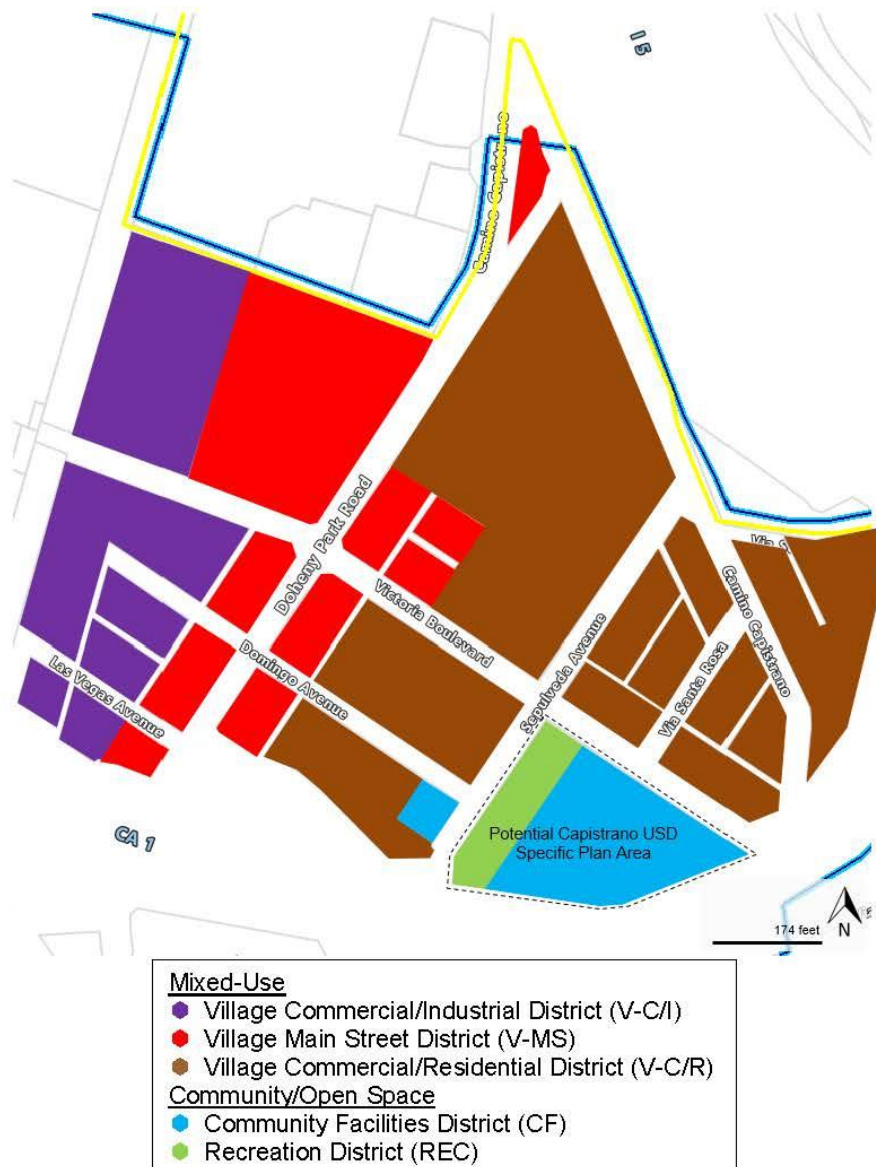 I 5
Camino Capistrano
Doheny Park Road
Victoria Boulevard
Domingo Avenue
Las Vegas Avenue
Sepulveda Avenue
Via Santa Rosa
Camino Capistrano
CA 1
Potential Capistrano USD
Specific Plan Area
174 feet
N
Mixed-Use
Village Commercial/Industrial District (V-C/I)
Village Main Street District (V-MS)
Village Commercial/Residential District (V-C/R)
Community/Open Space
Community Facilities District (CF)
Recreation District (REC)